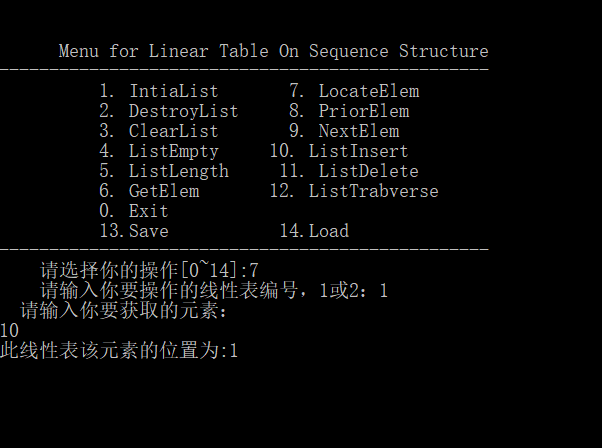 Menu for Linear Table On Sequence Structure
-------------------------------------------------
1. IntiaList 7. LocateElem
2. DestroyList 8. PriorElem
3. ClearList 9. NextElem
4. ListEmpty 10. ListInsert
5. ListLength 11. ListDelete
6. GetElem 12. ListTrabverse
0. Exit
13.Save 14.Load
-------------------------------------------------
请选择你的操作[0~14]:7
请输入你要操作的线性表编号，1或2：1
请输入你要获取的元素：
10
此线性表该元素的位置为:1